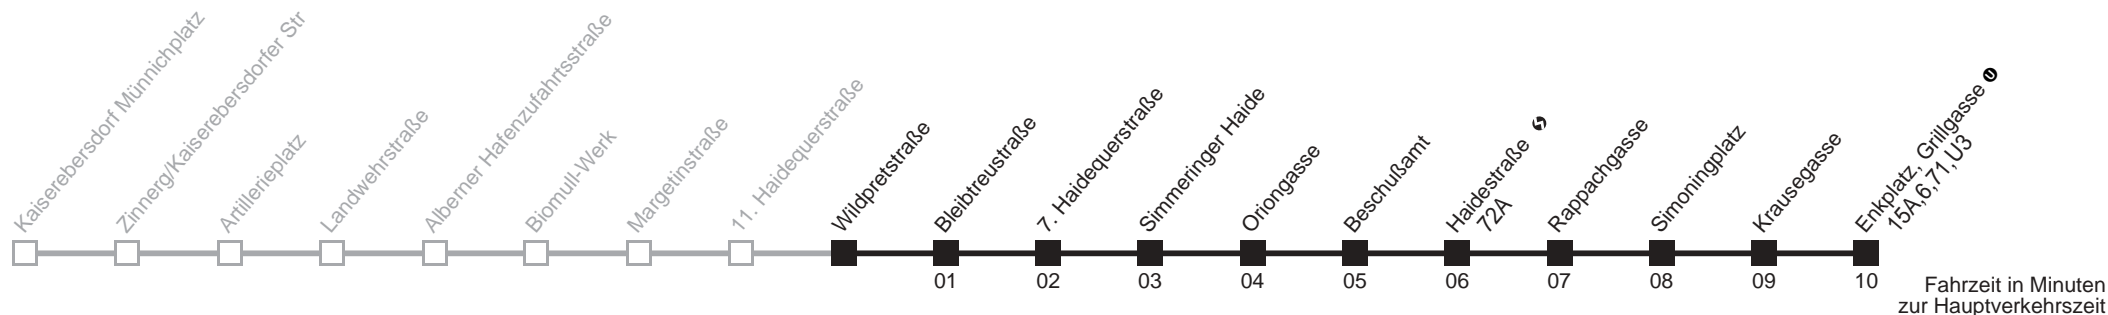 Kaiserebersdorf Münnichplatz
Zinnerg/Kaiserebersdorfer Str
Artillerieplatz
Landwehrstraße
Alberner Hafenzufahrtsstraße
Biomull-Werk
Margetinstraße
11. Haidequerstraße
Wildpretstraße
Bleibtreustraße
7. Haidequerstraße
Simmeringer Haide
Oriongasse
Beschußamt
Haidestraße
72A
Rappachgasse
Simoningplatz
Krausegasse
Enkplatz, Grillgasse U
15A,6,71,U3
01 02 03 04 05 06 07 08 09 10
Fahrzeit in Minuten
zur Hauptverkehrszeit